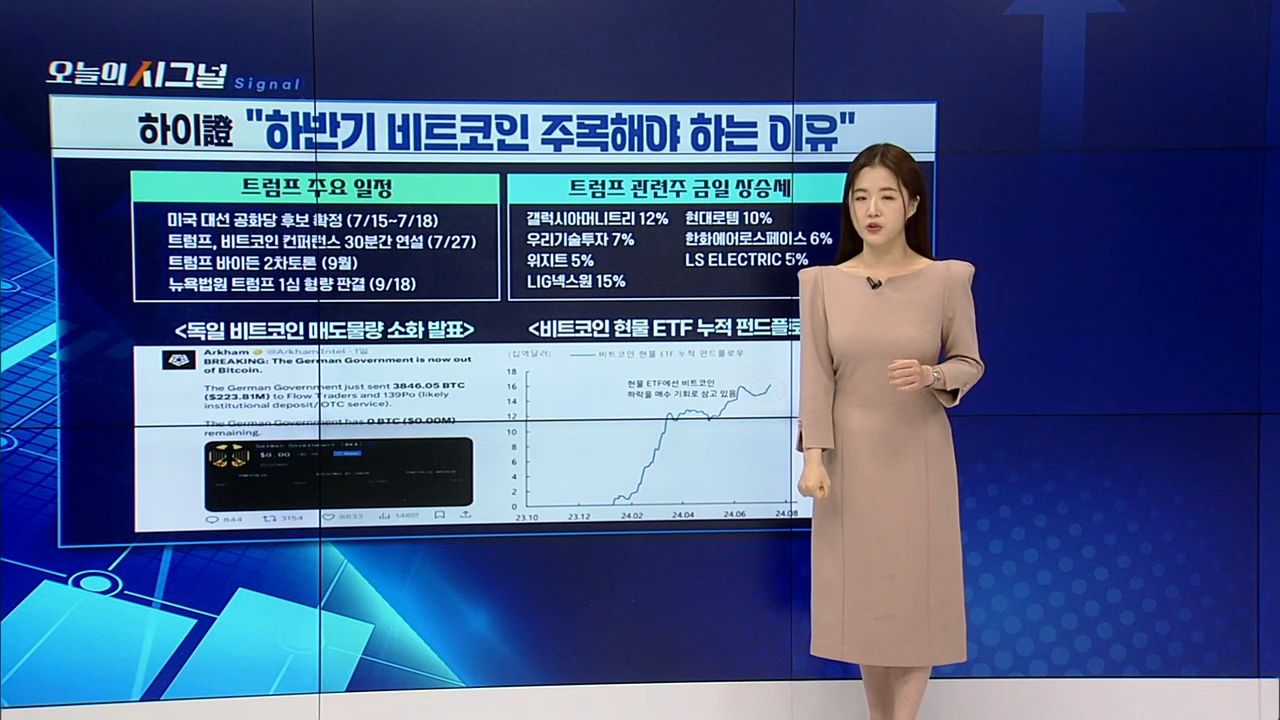 오늘의 시그널 Signal
하이證 "하반기 비트코인 주목해야 하는 이유"
트럼프 주요 일정
미국 대선 공화당 후보 확정 (7/15~7/18)
트럼프, 비트코인 컨퍼런스 30분간 연설 (7/27)
트럼프 바이든 2차토론 (9월)
뉴욕법원 트럼프 1심 형량 판결 (9/18)
트럼프 관련주 금일 상승세
갤럭시아머니트리 12% 현대로템 10%
우리기술투자 7% 한화에어로스페이스 6%
위지트 5% LS ELECTRIC 5%
LIG넥스원 15%
<독일 비트코인 매도물량 소화 발표>
Arkham @ArkhamIntel · 1일
BREAKING: The German Government is now out
of Bitcoin.
The German Government just sent 3846.05 BTC
($223.81M) to Flow Traders and 139Po (likely
institutional deposit/OTC service).
The German Government has 0 BTC ($0.00M)
remaining.
$0.00
844 3154 8833 146만
<비트코인 현물 ETF 누적 펀드플로
(십억달러) 비트코인 현물 ETF 누적 펀드플로우
현물 ETF에선 비트코인
하락을 매수 기회로 삼고 있음
18
16
14
12
10
8
6
4
2
0
23.10 23.12 24.02 24.04 24.06 24.08